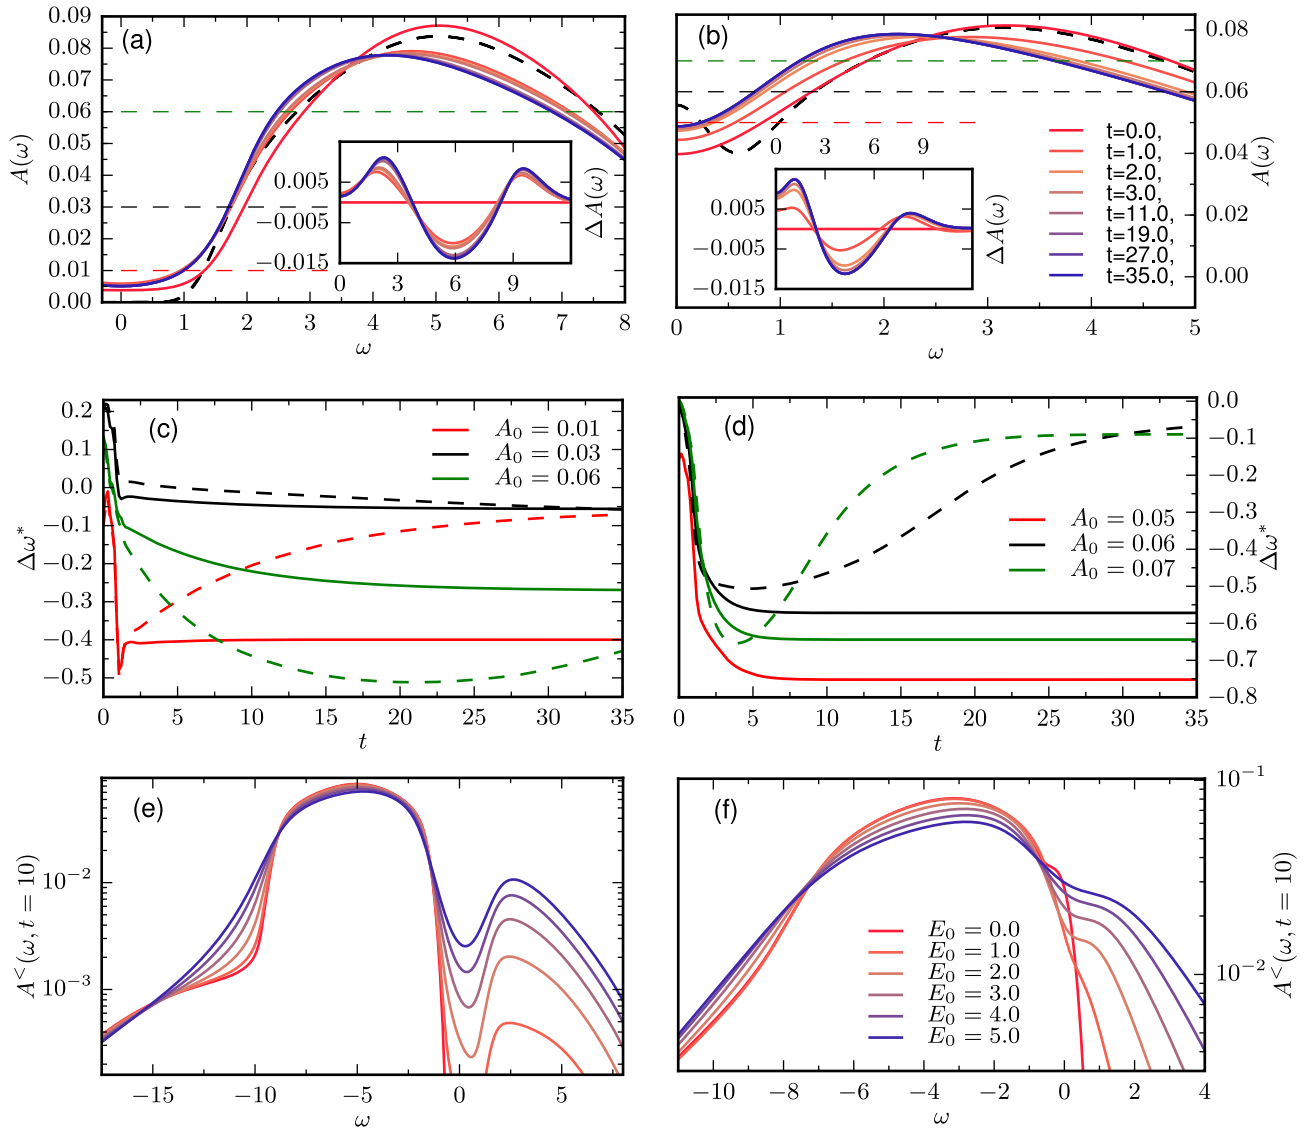 (a)
A(ω)
0.09
0.08
0.07
0.06
0.05
0.04
0.03
0.02
0.01
0.00
0 1 2 3 4 5 6 7 8
ω
0.005
−0.005
−0.015
0 3 6 9
ΔA(ω)
(b)
0.08
0.06
0.04
0.02
0.00
A(ω)
0 1 2 3 4 5
ω
0 3 6 9
0.005
−0.005
−0.015
ΔA(ω)
t=0.0,
t=1.0,
t=2.0,
t=3.0,
t=11.0,
t=19.0,
t=27.0,
t=35.0,
(c)
Δω*
0.2
0.1
0.0
−0.1
−0.2
−0.3
−0.4
−0.5
A₀ = 0.01
A₀ = 0.03
A₀ = 0.06
0 5 10 15 20 25 30 35
t
(d)
0.0
−0.1
−0.2
−0.3
−0.4
−0.5
−0.6
−0.7
−0.8
Δω*
A₀ = 0.05
A₀ = 0.06
A₀ = 0.07
0 5 10 15 20 25 30 35
t
(e)
A<(ω, t = 10)
10⁻²
10⁻³
−15 −10 −5 0 5
ω
(f)
10⁻¹
10⁻²
A<(ω, t = 10)
E₀ = 0.0
E₀ = 1.0
E₀ = 2.0
E₀ = 3.0
E₀ = 4.0
E₀ = 5.0
−10 −8 −6 −4 −2 0 2 4
ω